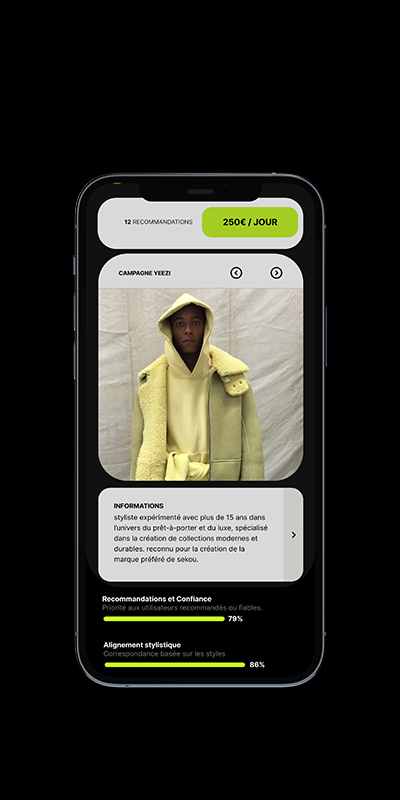 12 RECOMMANDATIONS
250€ / JOUR
CAMPAGNE YEEZI
INFORMATIONS
styliste expérimenté avec plus de 15 ans dans
l'univers du prêt-à-porter et du luxe, spécialisé
dans la création de collections modernes et
durables. reconnu pour la création de la
marque préféré de sekou.
Recommandations et Confiance
Priorité aux utilisateurs recommandés ou fiables.
79%
Alignement stylistique
Correspondance basée sur les styles
86%